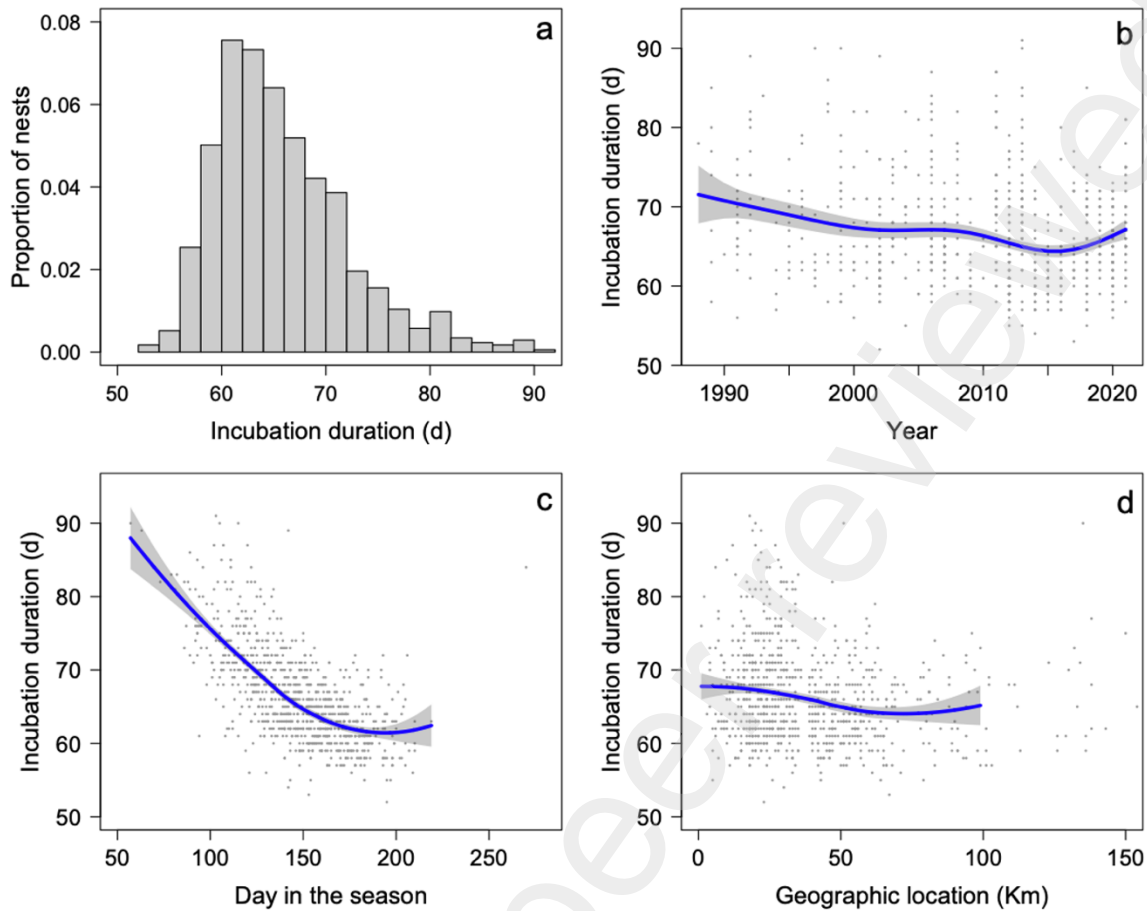 a
0.08
0.06
0.04
0.02
0.00
Proportion of nests
50 60 70 80 90
Incubation duration (d)
b
90
80
70
60
50
Incubation duration (d)
1990 2000 2010 2020
Year
c
90
80
70
60
50
Incubation duration (d)
50 100 150 200 250
Day in the season
d
90
80
70
60
50
Incubation duration (d)
0 50 100 150
Geographic location (Km)
peer reviewed